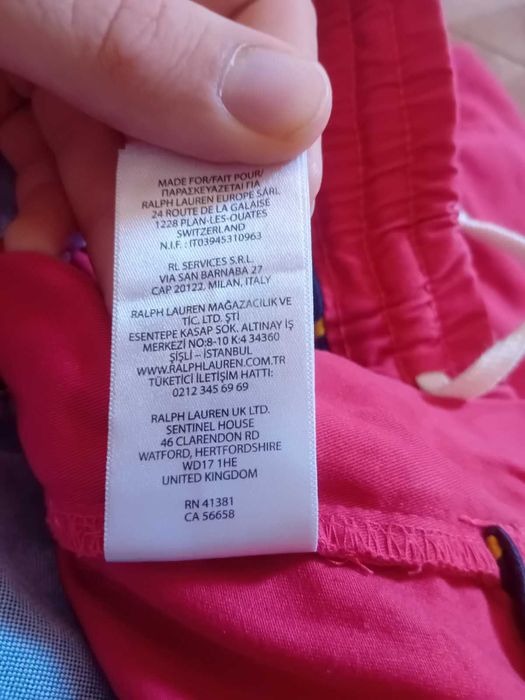 MADE FOR/FAIT POUR/
ΠΑΡΑΣΚΕΥΑΖΕΤΑΙ ΓΙΑ
RALPH LAUREN EUROPE SÀRL
24 ROUTE DE LA GALAISE
1228 PLAN-LES-OUATES
SWITZERLAND
N.I.F. : IT03945310963
RL SERVICES S.R.L.
VIA SAN BARNABA 27
CAP 20122, MILAN, ITALY
RALPH LAUREN MAĞAZACILIK VE
TİC. LTD. ŞTİ
ESENTEPE KASAP SOK. ALTINAY İŞ
MERKEZİ NO:8-10 K:4 34360
ŞİŞLİ – İSTANBUL
WWW.RALPHLAUREN.COM.TR
TÜKETİCİ İLETİŞİM HATTI:
0212 345 69 69
RALPH LAUREN UK LTD.
SENTINEL HOUSE
46 CLARENDON RD
WATFORD, HERTFORDSHIRE
WD17 1HE
UNITED KINGDOM
RN 41381
CA 56658